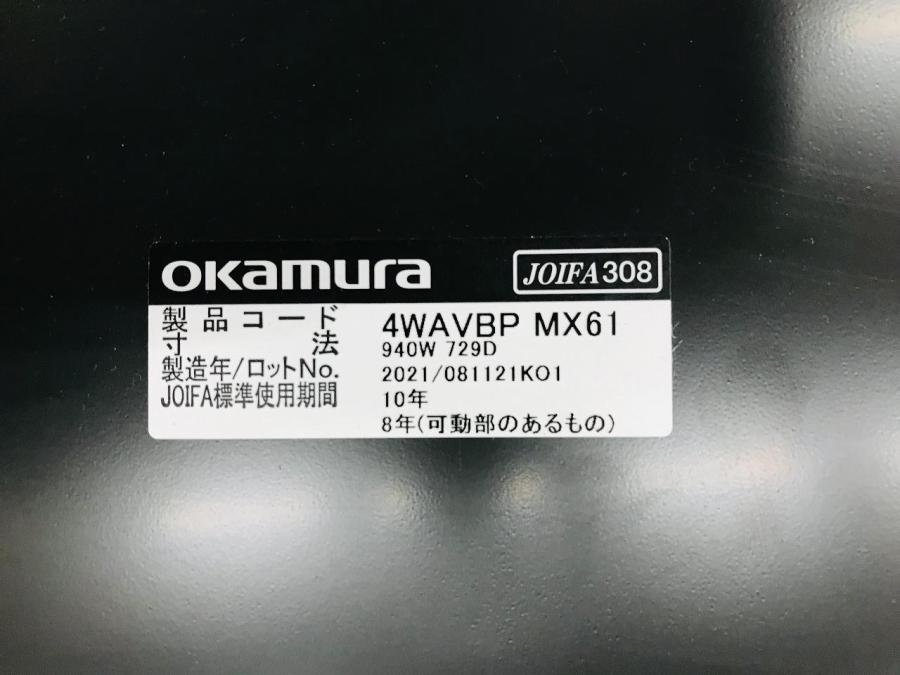 okamura JOIFA308
製品コード 4WAVBP MX61
寸法 940W 729D
製造年/ロットNo. 2021/081121KO1
JOIFA標準使用期間 10年
8年(可動部のあるもの)